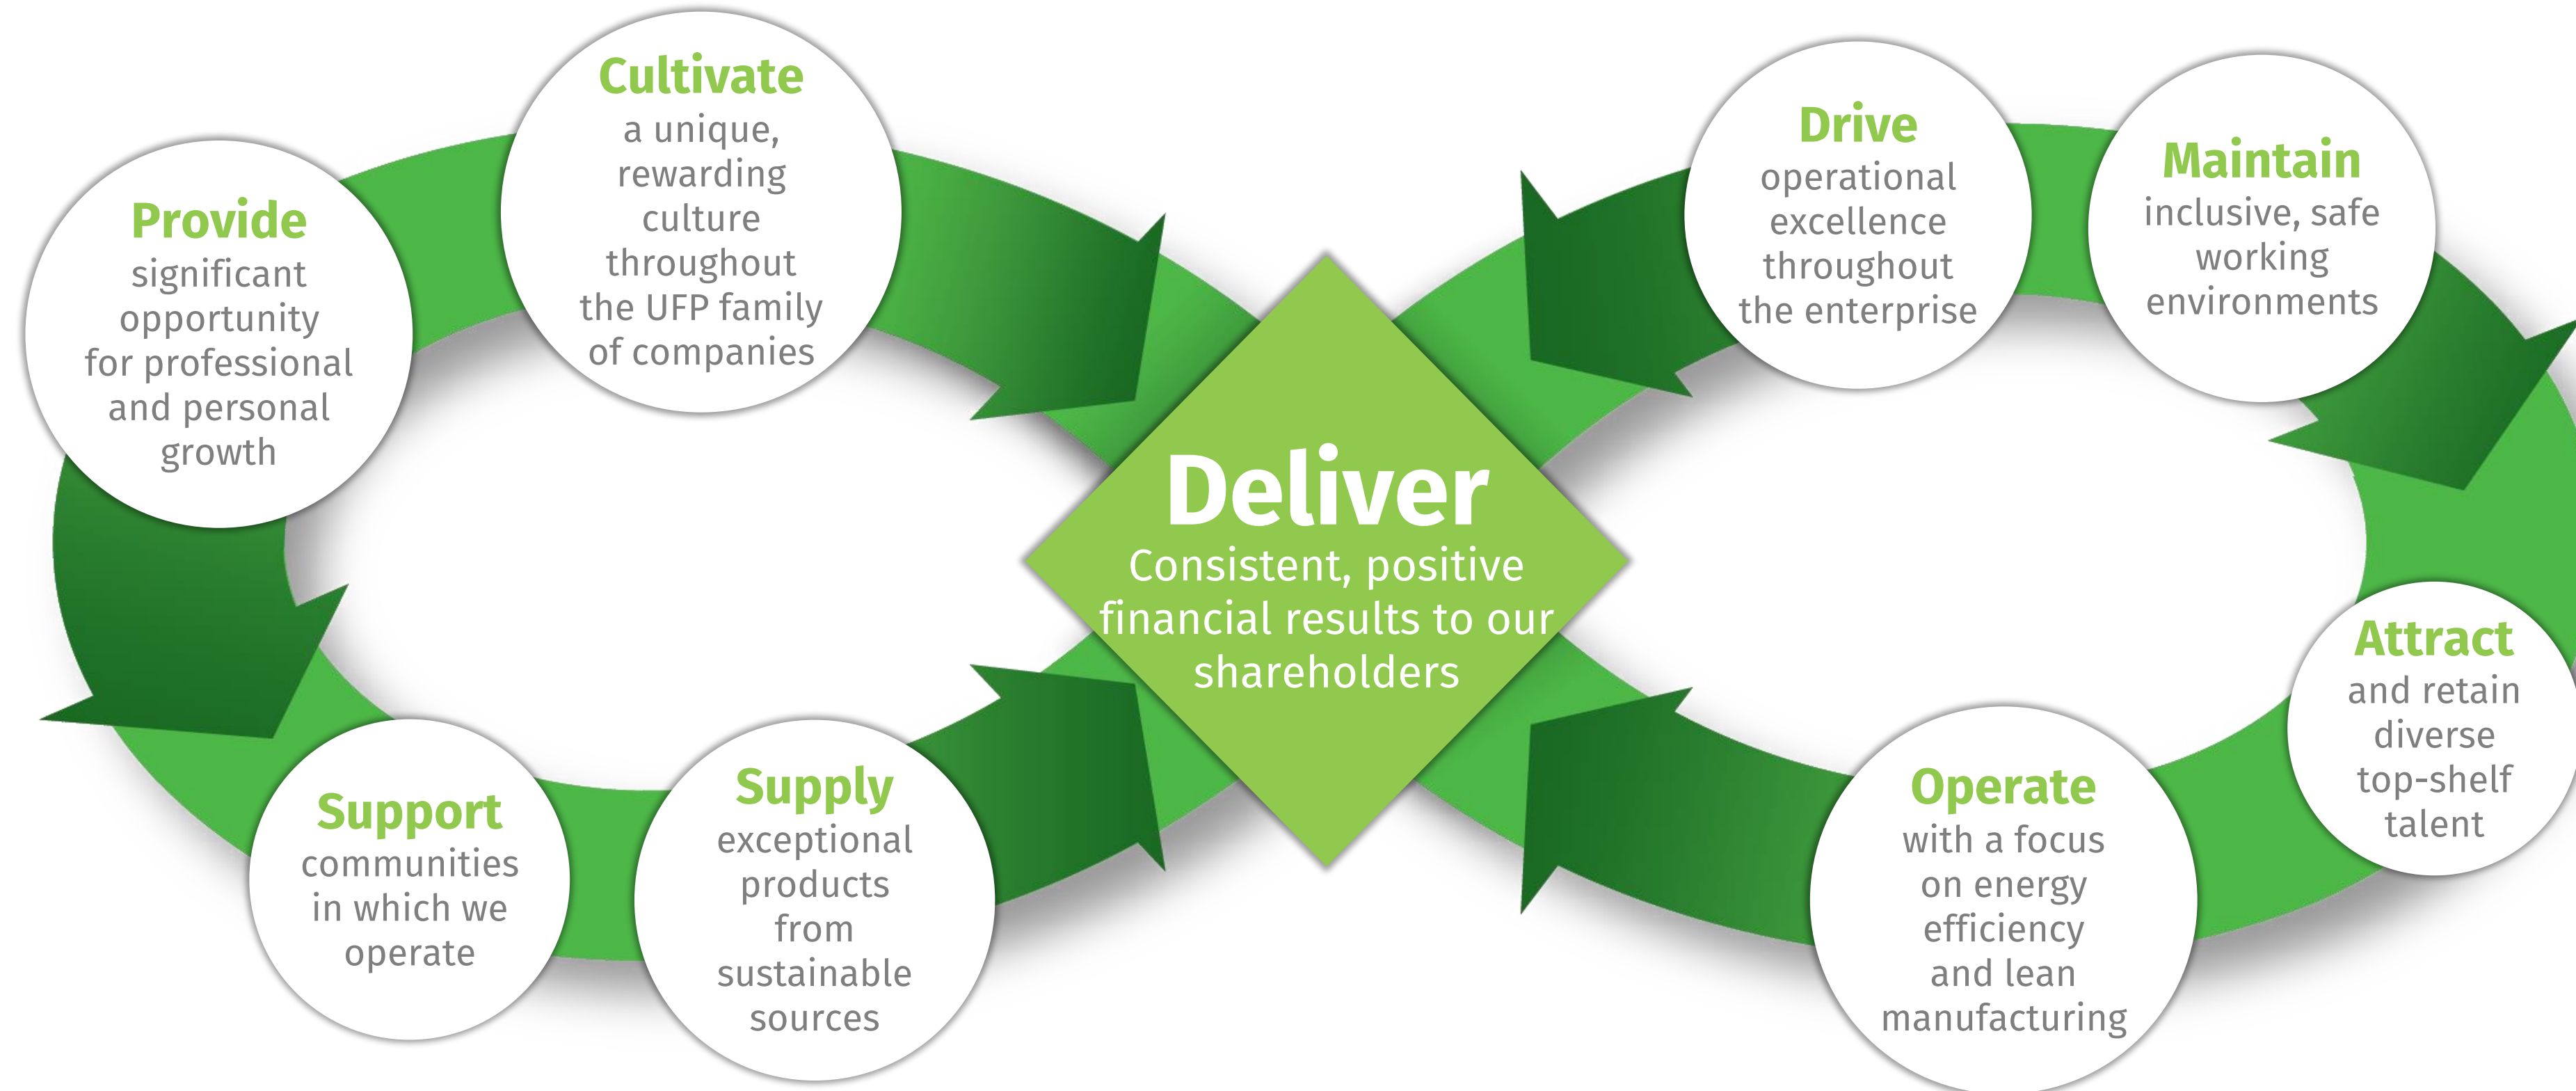 Cultivate
a unique,
rewarding
culture
throughout
the UFP family
of companies
Provide
significant
opportunity
for professional
and personal
growth
Support
communities
in which we
operate
Supply
exceptional
products
from
sustainable
sources
Deliver
Consistent, positive
financial results to our
shareholders
Drive
operational
excellence
throughout
the enterprise
Maintain
inclusive, safe
working
environments
Attract
and retain
diverse
top-shelf
talent
Operate
with a focus
on energy
efficiency
and lean
manufacturing